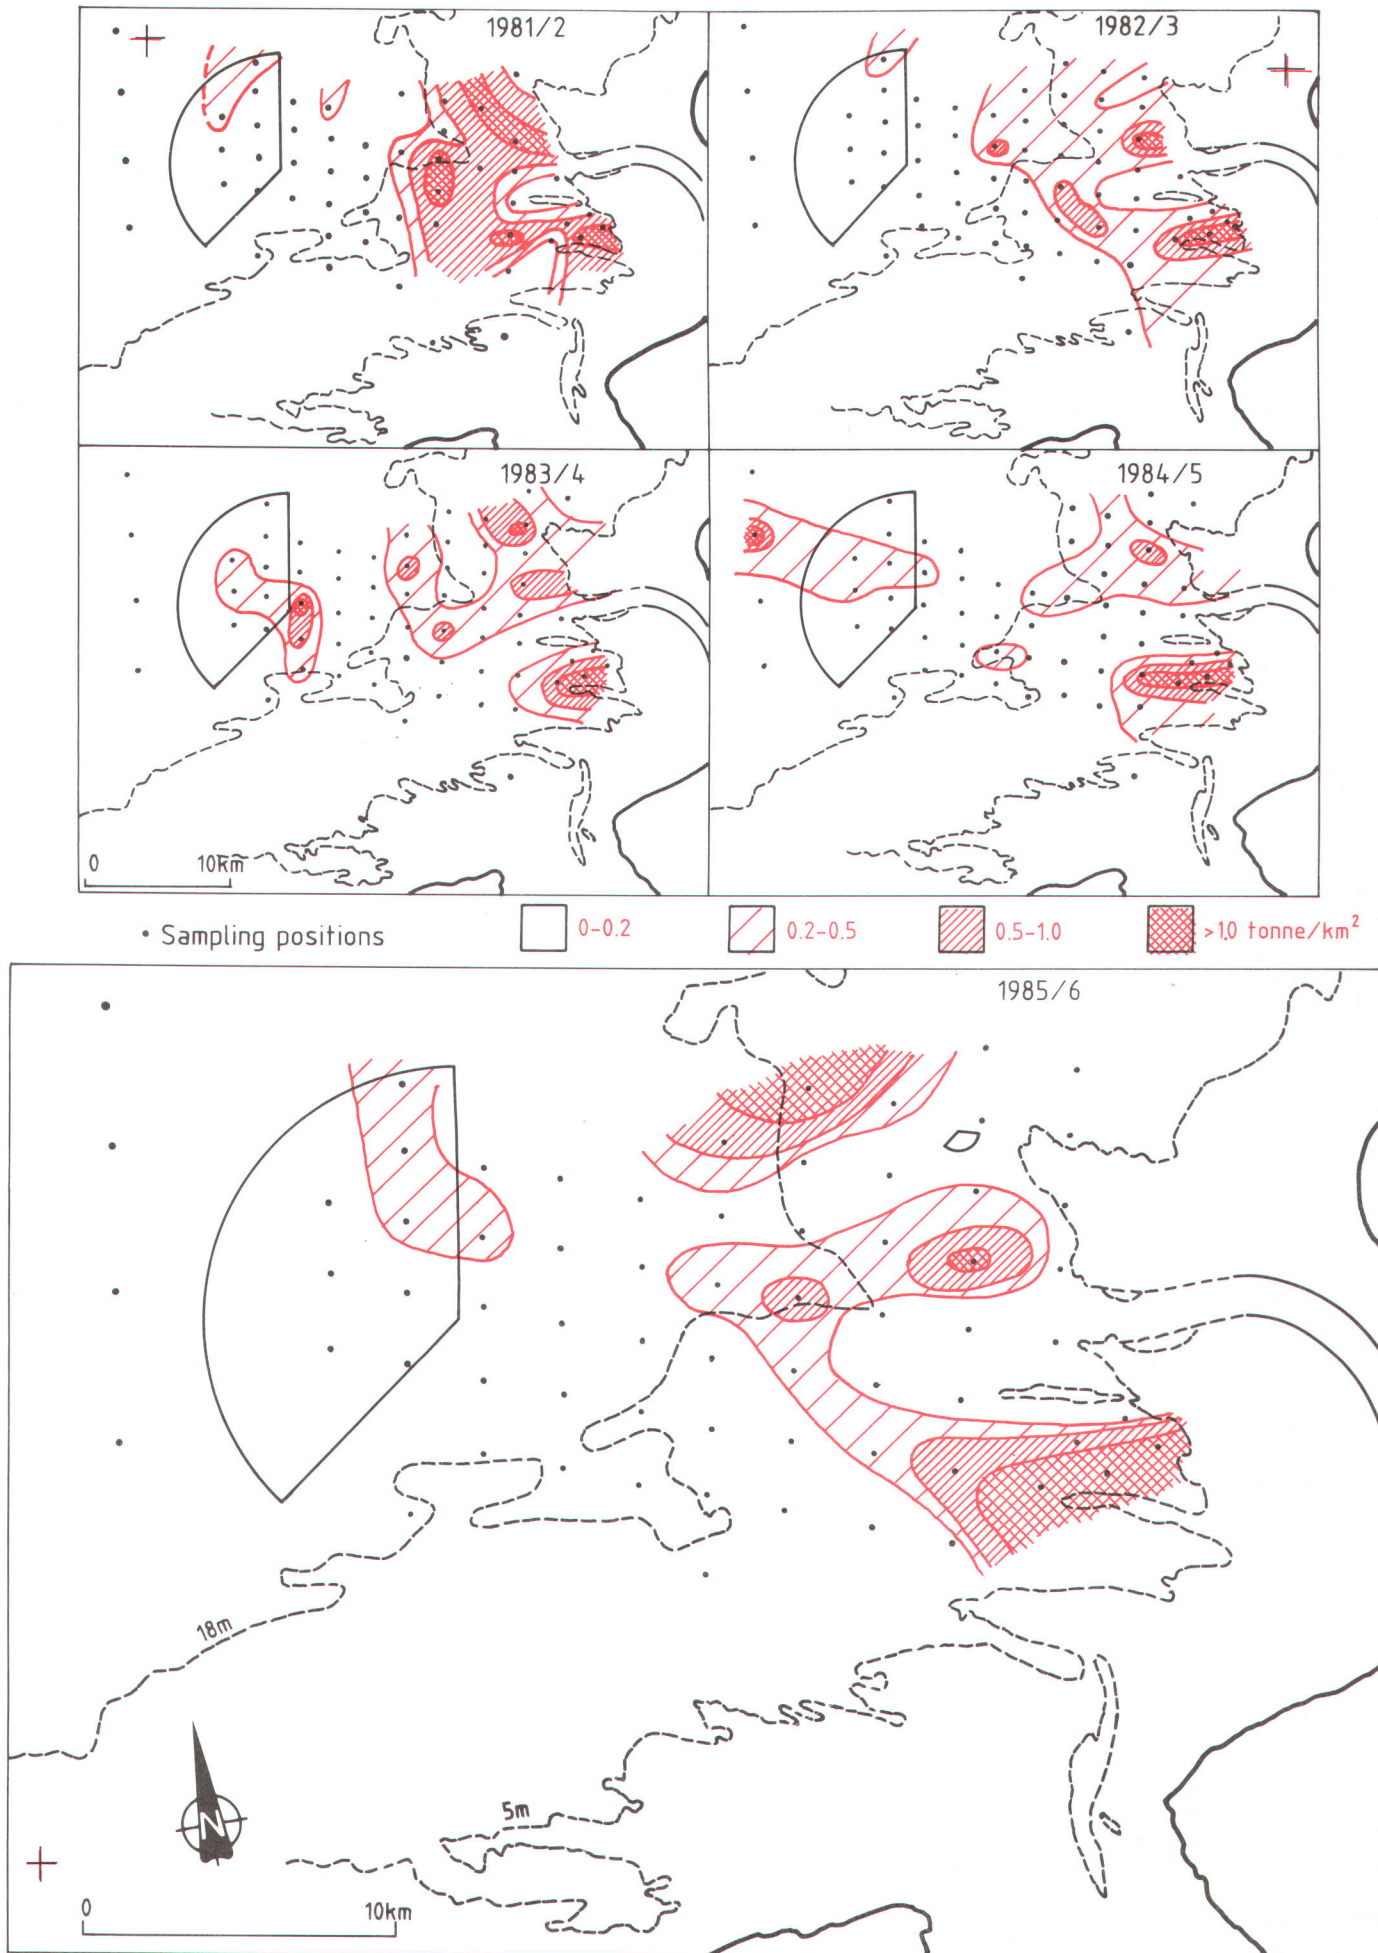 1981/2
1982/3
1983/4
1984/5
0 10km
• Sampling positions
0-0.2
0.2-0.5
0.5-1.0
>1.0 tonne/km²
1985/6
18m
5m
N
0 10km